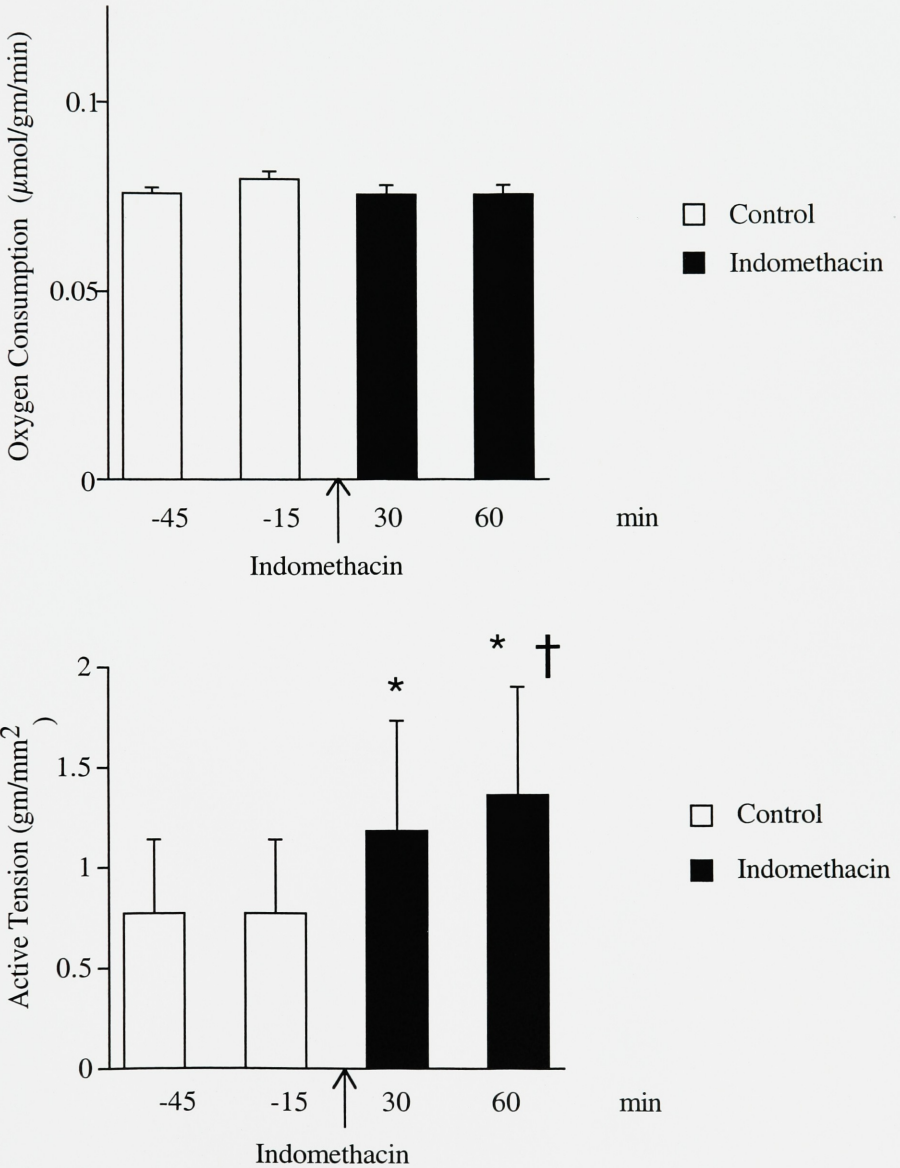 Oxygen Consumption (μmol/gm/min)
0.1
0.05
0
Control
Indomethacin
-45 -15 30 60 min
Indomethacin
Active Tension (gm/mm2)
2
1.5
1
0.5
0
* * †
Control
Indomethacin
-45 -15 30 60 min
Indomethacin